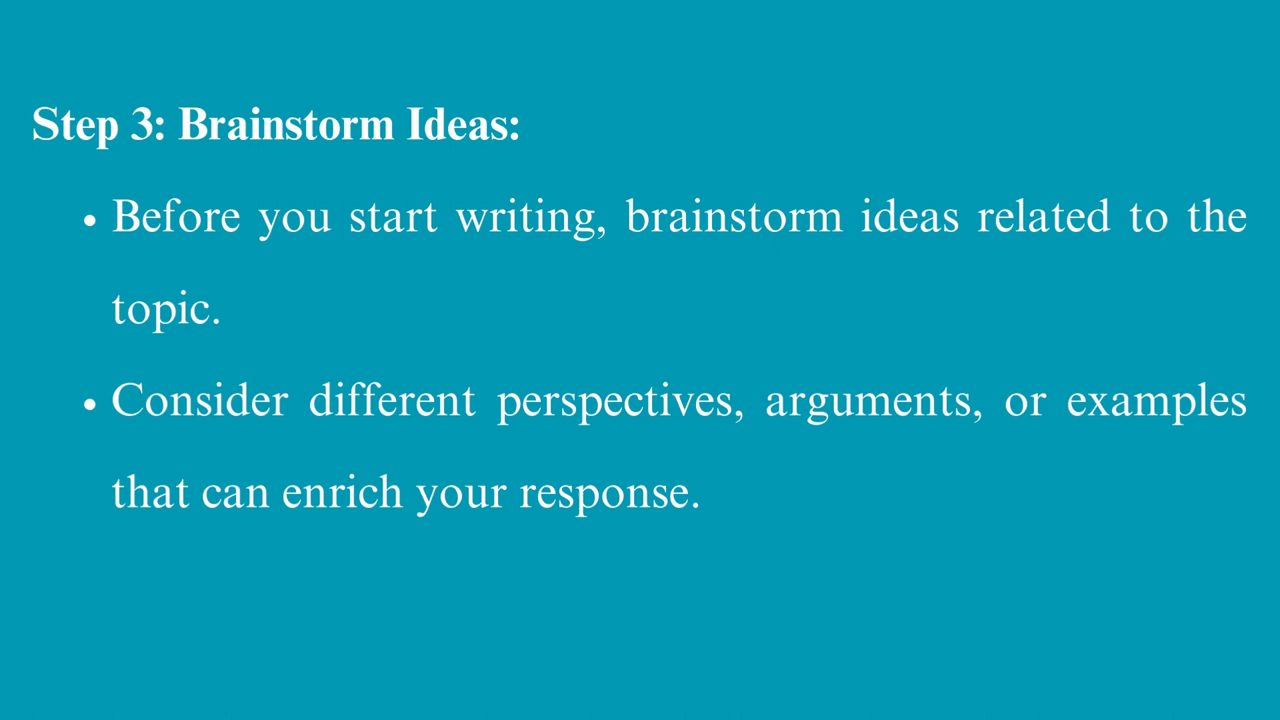 Step 3: Brainstorm Ideas:
• Before you start writing, brainstorm ideas related to the
topic.
• Consider different perspectives, arguments, or examples
that can enrich your response.